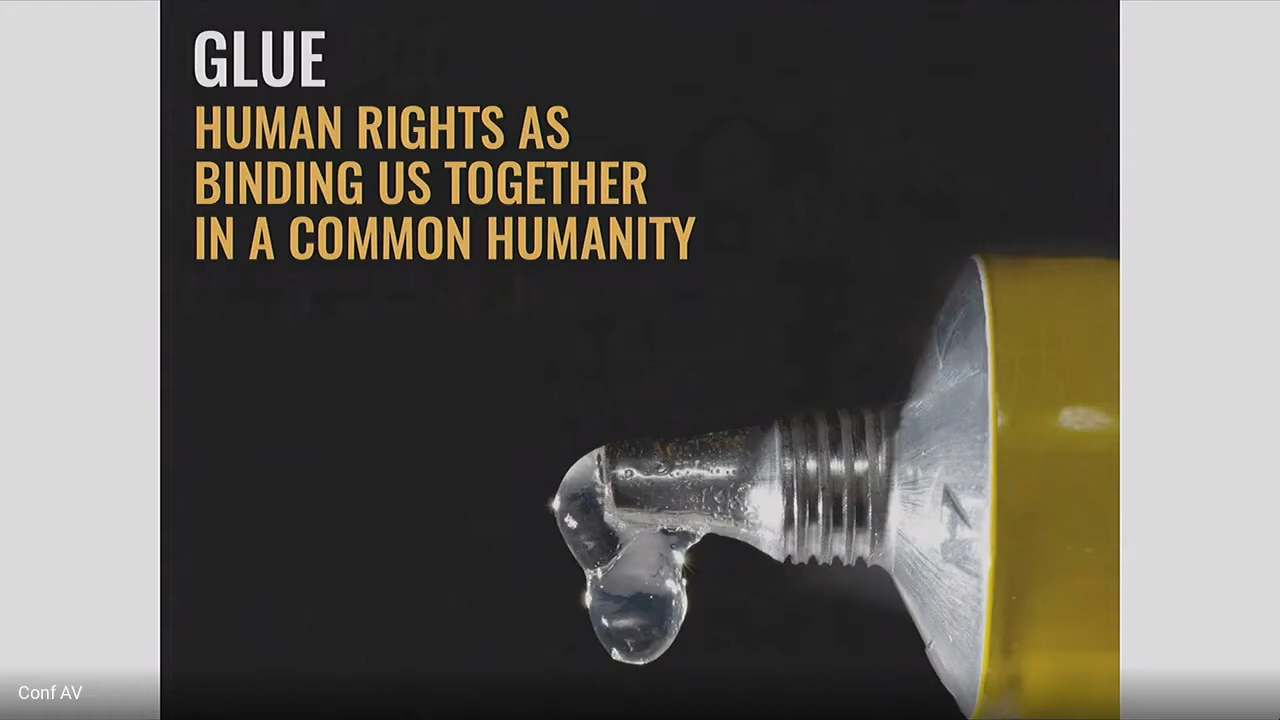 GLUE
HUMAN RIGHTS AS
BINDING US TOGETHER
IN A COMMON HUMANITY
Conf AV